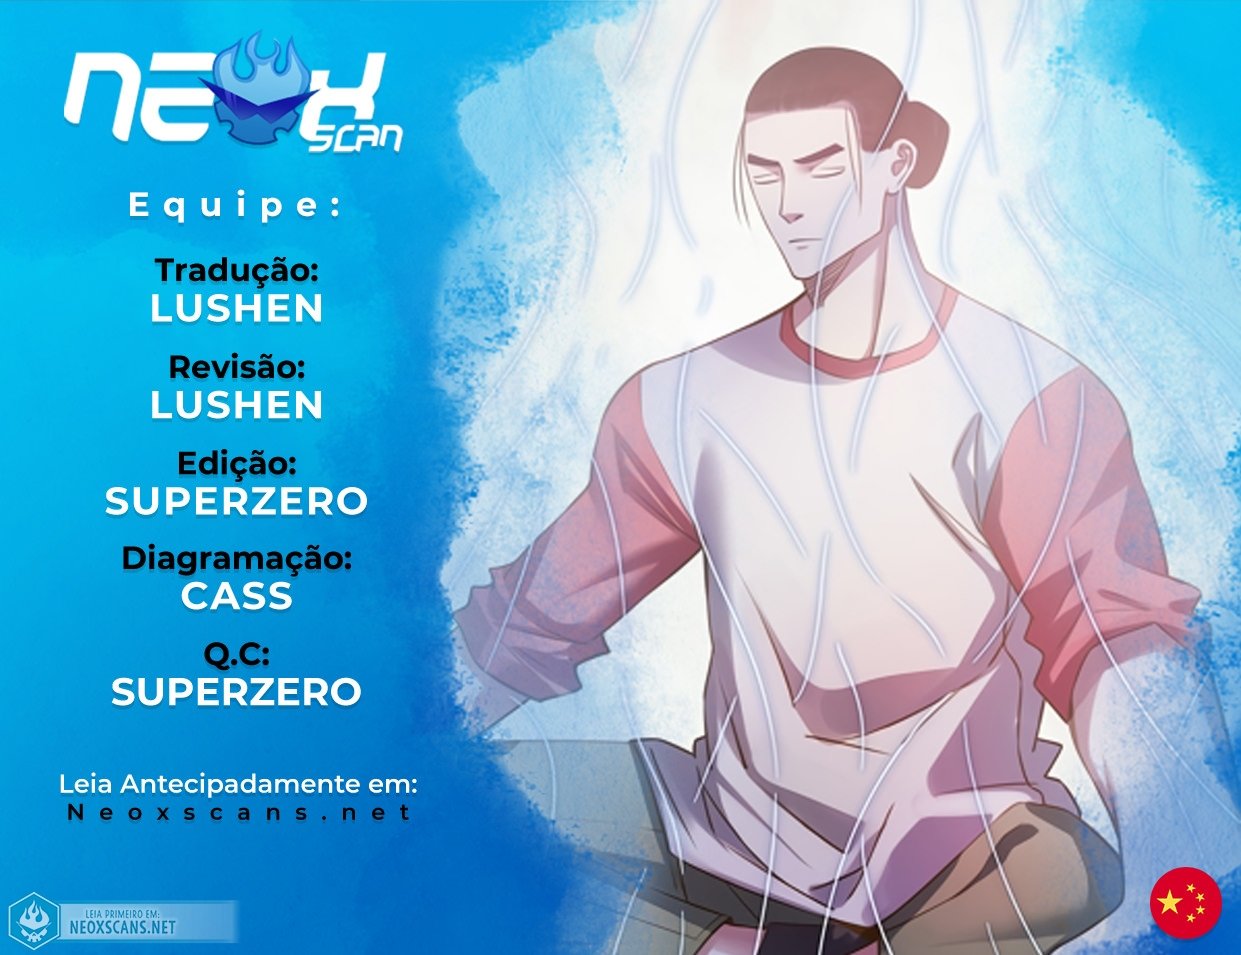 NEOX
SCAN
Equipe:
Tradução:
LUSHEN
Revisão:
LUSHEN
Edição:
SUPERZERO
Diagramação:
CASS
Q.C:
SUPERZERO
Leia Antecipadamente em:
Neoxscans.net
LEIA PRIMEIRO EM:
NEOXSCANS.NET